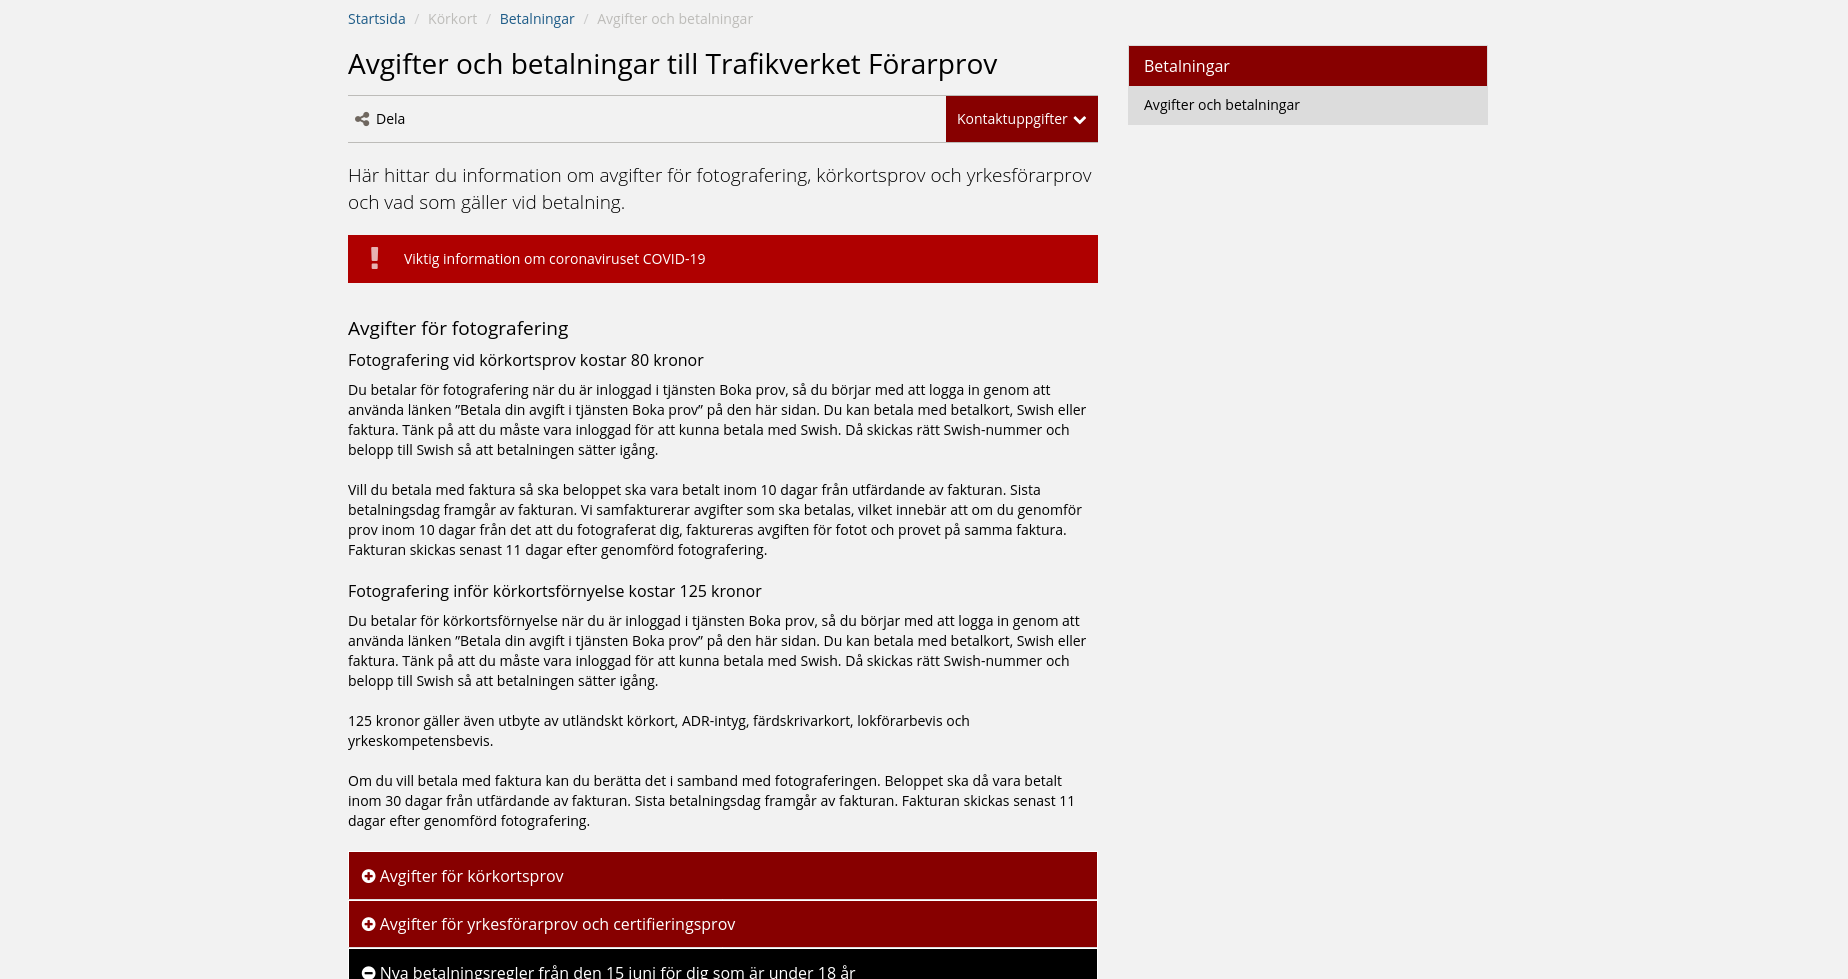 Startsida / Körkort / Betalningar / Avgifter och betalningar
Avgifter och betalningar till Trafikverket Förarprov
Dela
Kontaktuppgifter
Här hittar du information om avgifter för fotografering, körkortsprov och yrkesförarprov
och vad som gäller vid betalning.
Viktig information om coronaviruset COVID-19
Avgifter för fotografering
Fotografering vid körkortsprov kostar 80 kronor
Du betalar för fotografering när du är inloggad i tjänsten Boka prov, så du börjar med att logga in genom att
använda länken ”Betala din avgift i tjänsten Boka prov” på den här sidan. Du kan betala med betalkort, Swish eller
faktura. Tänk på att du måste vara inloggad för att kunna betala med Swish. Då skickas rätt Swish-nummer och
belopp till Swish så att betalningen sätter igång.
Vill du betala med faktura så ska beloppet ska vara betalt inom 10 dagar från utfärdande av fakturan. Sista
betalningsdag framgår av fakturan. Vi samfakturerar avgifter som ska betalas, vilket innebär att om du genomför
prov inom 10 dagar från det att du fotograferat dig, faktureras avgiften för fotot och provet på samma faktura.
Fakturan skickas senast 11 dagar efter genomförd fotografering.
Fotografering inför körkortsförnyelse kostar 125 kronor
Du betalar för körkortsförnyelse när du är inloggad i tjänsten Boka prov, så du börjar med att logga in genom att
använda länken ”Betala din avgift i tjänsten Boka prov” på den här sidan. Du kan betala med betalkort, Swish eller
faktura. Tänk på att du måste vara inloggad för att kunna betala med Swish. Då skickas rätt Swish-nummer och
belopp till Swish så att betalningen sätter igång.
125 kronor gäller även utbyte av utländskt körkort, ADR-intyg, färdskrivarkort, lokförarbevis och
yrkeskompetensbevis.
Om du vill betala med faktura kan du berätta det i samband med fotograferingen. Beloppet ska då vara betalt
inom 30 dagar från utfärdande av fakturan. Sista betalningsdag framgår av fakturan. Fakturan skickas senast 11
dagar efter genomförd fotografering.
Avgifter för körkortsprov
Avgifter för yrkesförarprov och certifieringsprov
Nya betalningsregler från den 15 juni för dig som är under 18 år
Betalningar
Avgifter och betalningar